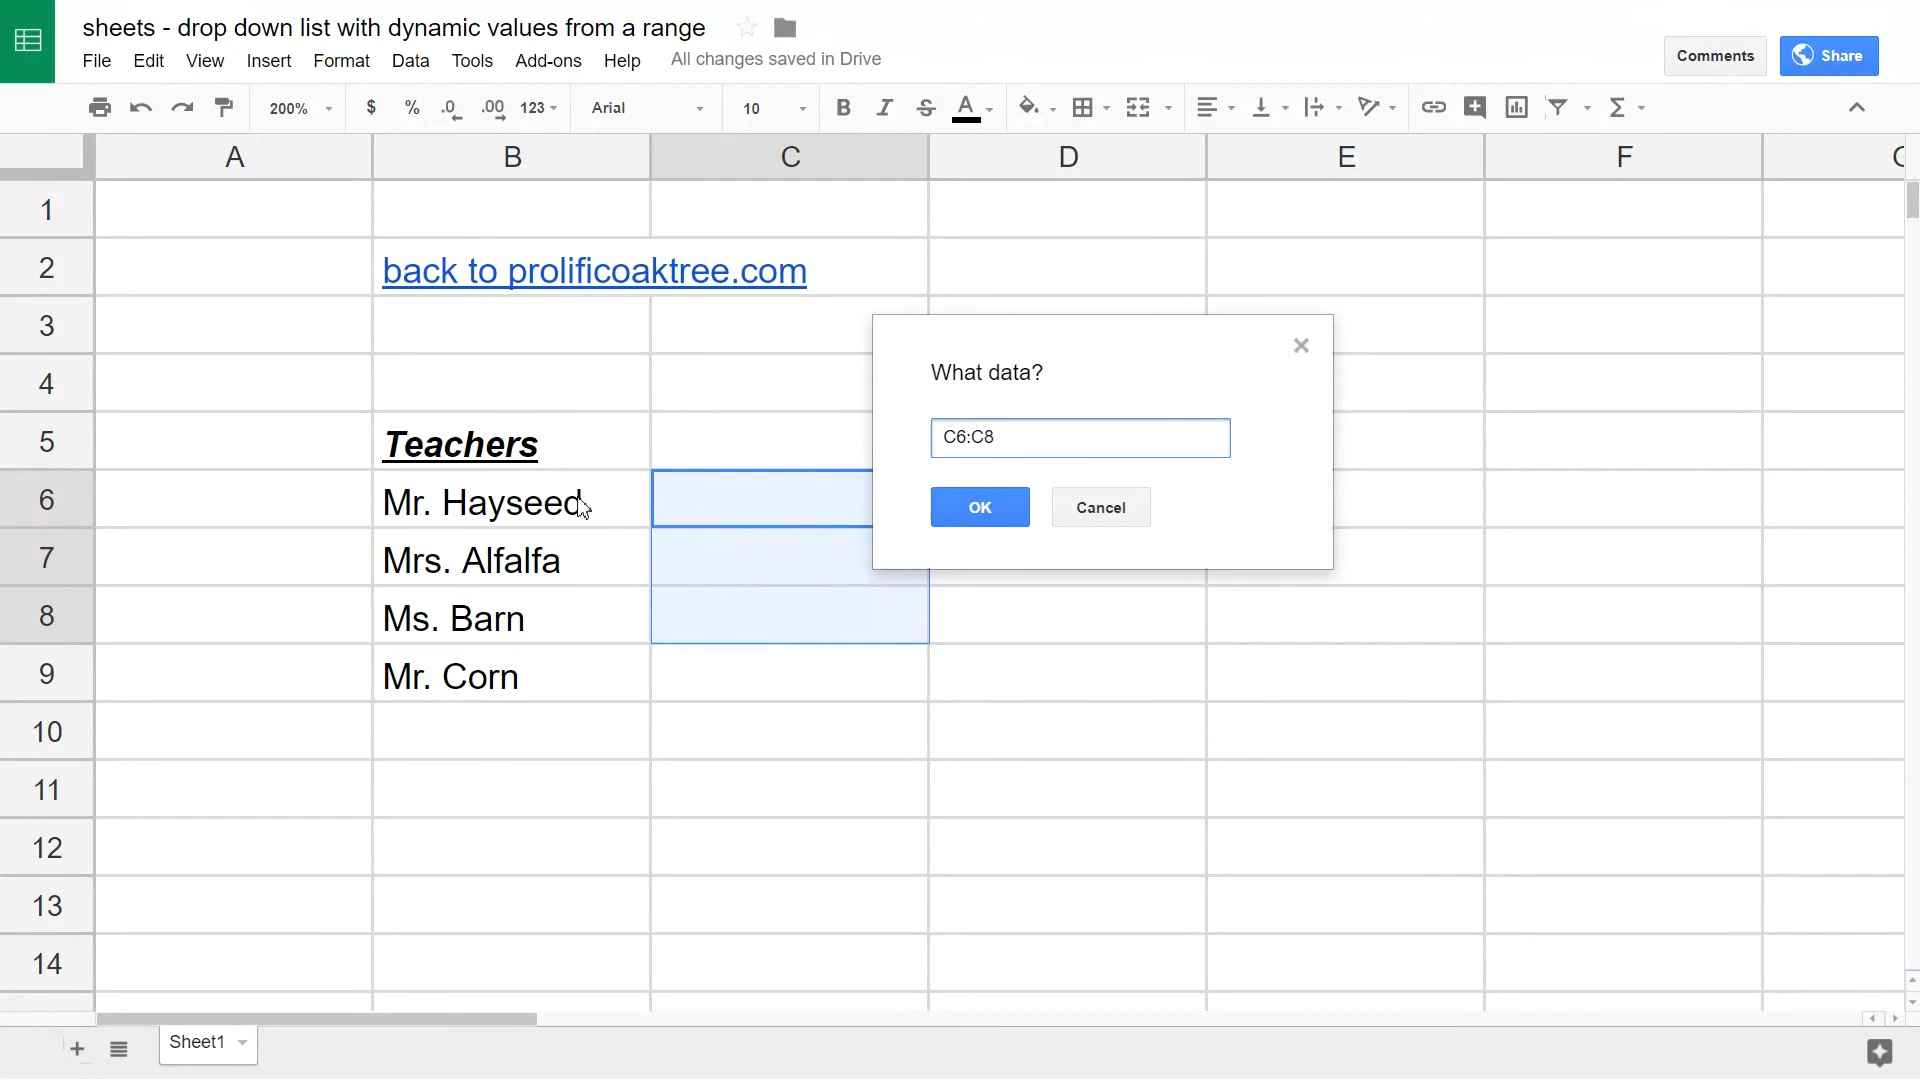 sheets - drop down list with dynamic values from a range
File Edit View Insert Format Data Tools Add-ons Help All changes saved in Drive
Comments Share
200% $ % .0 .00 123 Arial 10 B I S A Σ
A B C D E F
1
2 back to prolificoaktree.com
3
4
What data?
C6:C8
OK Cancel
5 Teachers
6 Mr. Hayseed
7 Mrs. Alfalfa
8 Ms. Barn
9 Mr. Corn
10
11
12
13
14
Sheet1